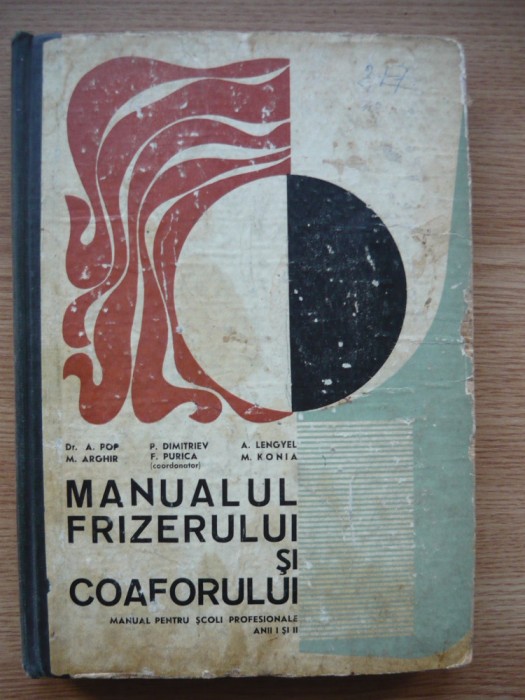 Dr. A. POP P. DIMITRIEV A. LENGYEL
M. ARGHIR F. PURICA M. KONIA
(coordonator)
MANUALUL
FRIZERULUI
ȘI
COAFORULUI
MANUAL PENTRU ȘCOLI PROFESIONALE
ANII I ȘI II